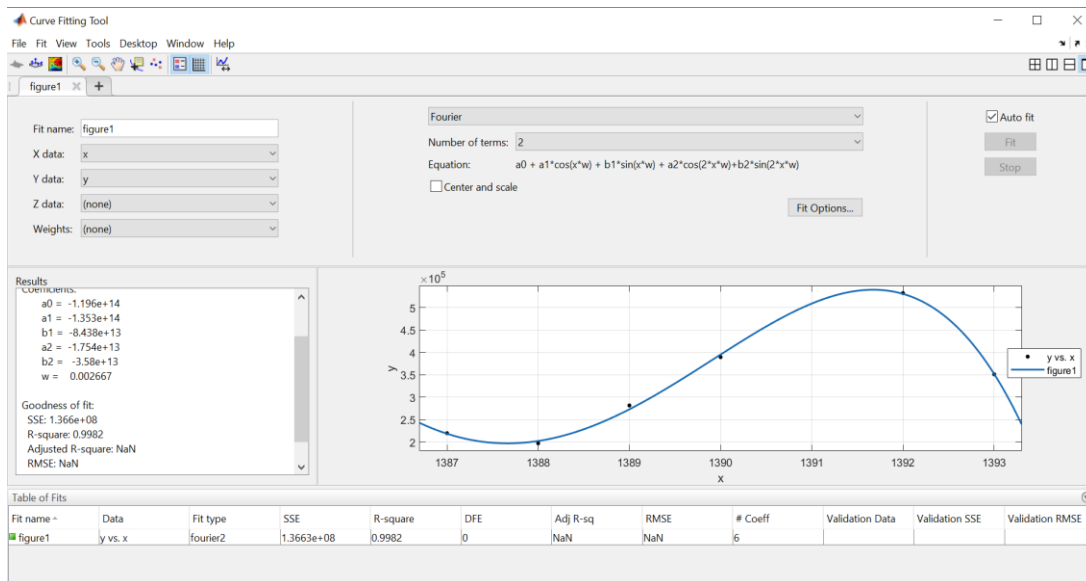 Curve Fitting Tool
File Fit View Tools Desktop Window Help
figure1
Fit name: figure1
X data: x
Y data: y
Z data: (none)
Weights: (none)
Fourier
Number of terms: 2
Equation: a0 + a1*cos(x*w) + b1*sin(x*w) + a2*cos(2*x*w)+b2*sin(2*x*w)
Center and scale
Fit Options...
Auto fit
Fit
Stop
Results
Coefficients:
a0 = -1.196e+14
a1 = -1.353e+14
b1 = -8.438e+13
a2 = -1.754e+13
b2 = -3.58e+13
w = 0.002667
Goodness of fit:
SSE: 1.366e+08
R-square: 0.9982
Adjusted R-square: NaN
RMSE: NaN
×10⁵
5
4.5
4
3.5
3
2.5
2
y
1387 1388 1389 1390 1391 1392 1393
x
y vs. x
figure1
Table of Fits
Fit name Data Fit type SSE R-square DFE Adj R-sq RMSE # Coeff Validation Data Validation SSE Validation RMSE
figure1 y vs. x fourier2 1.3663e+08 0.9982 0 NaN NaN 6